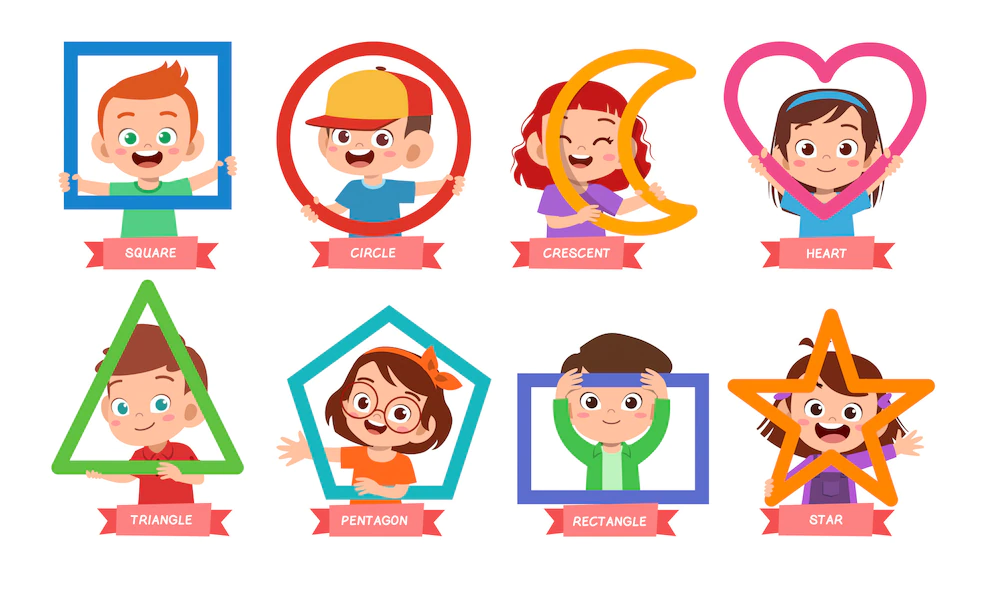 SQUARE
CIRCLE
CRESCENT
HEART
TRIANGLE
PENTAGON
RECTANGLE
STAR